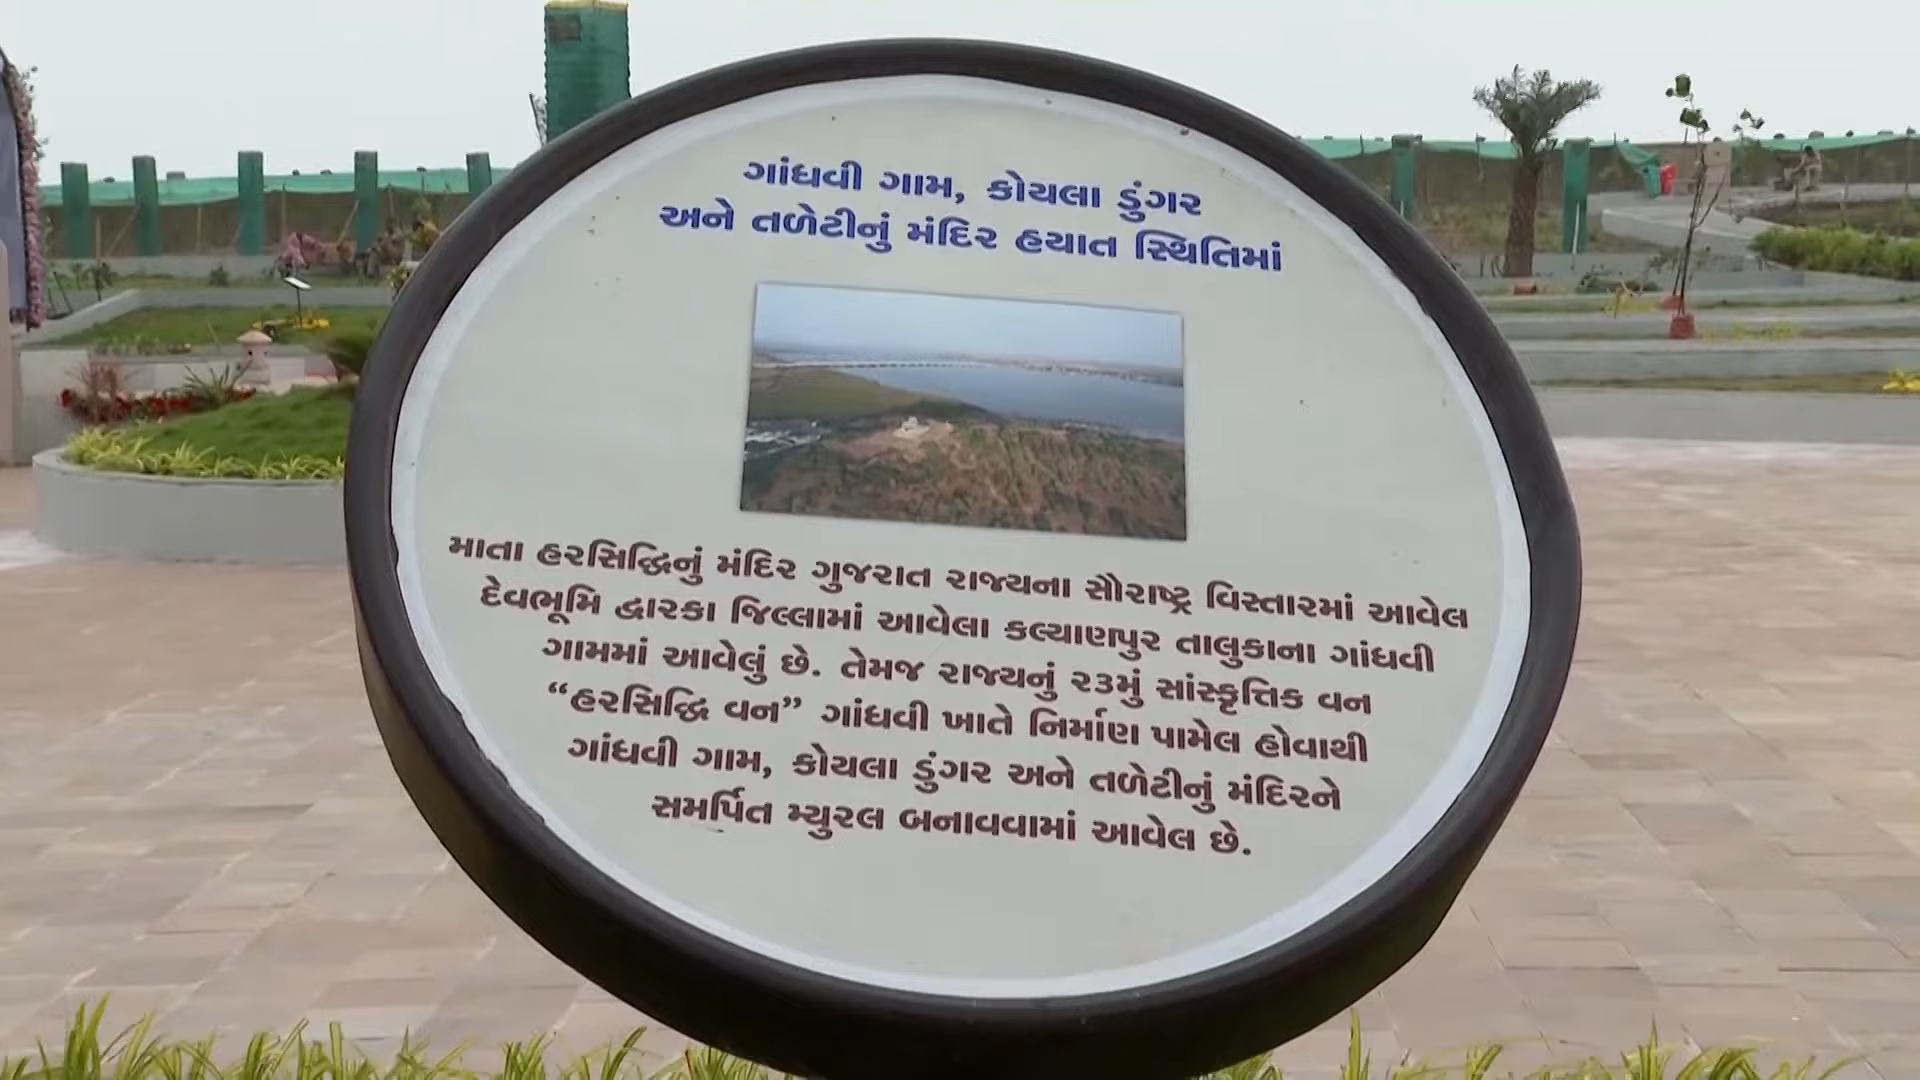 ગાંધવી ગામ, કોયલા ડુંગર
અને તળેટીનું મંદિર હયાત સ્થિતિમાં
માતા હરસિદ્ધિનું મંદિર ગુજરાત રાજ્યના સૌરાષ્ટ્ર વિસ્તારમાં આવેલ
દેવભૂમિ દ્વારકા જિલ્લામાં આવેલા કલ્યાણપુર તાલુકાના ગાંધવી
ગામમાં આવેલું છે. તેમજ રાજ્યનું ૨૩મું સાંસ્કૃત્તિક વન
“હરસિદ્ધિ વન” ગાંધવી ખાતે નિર્માણ પામેલ હોવાથી
ગાંધવી ગામ, કોયલા ડુંગર અને તળેટીનું મંદિરને
સમર્પિત મ્યુરલ બનાવવામાં આવેલ છે.